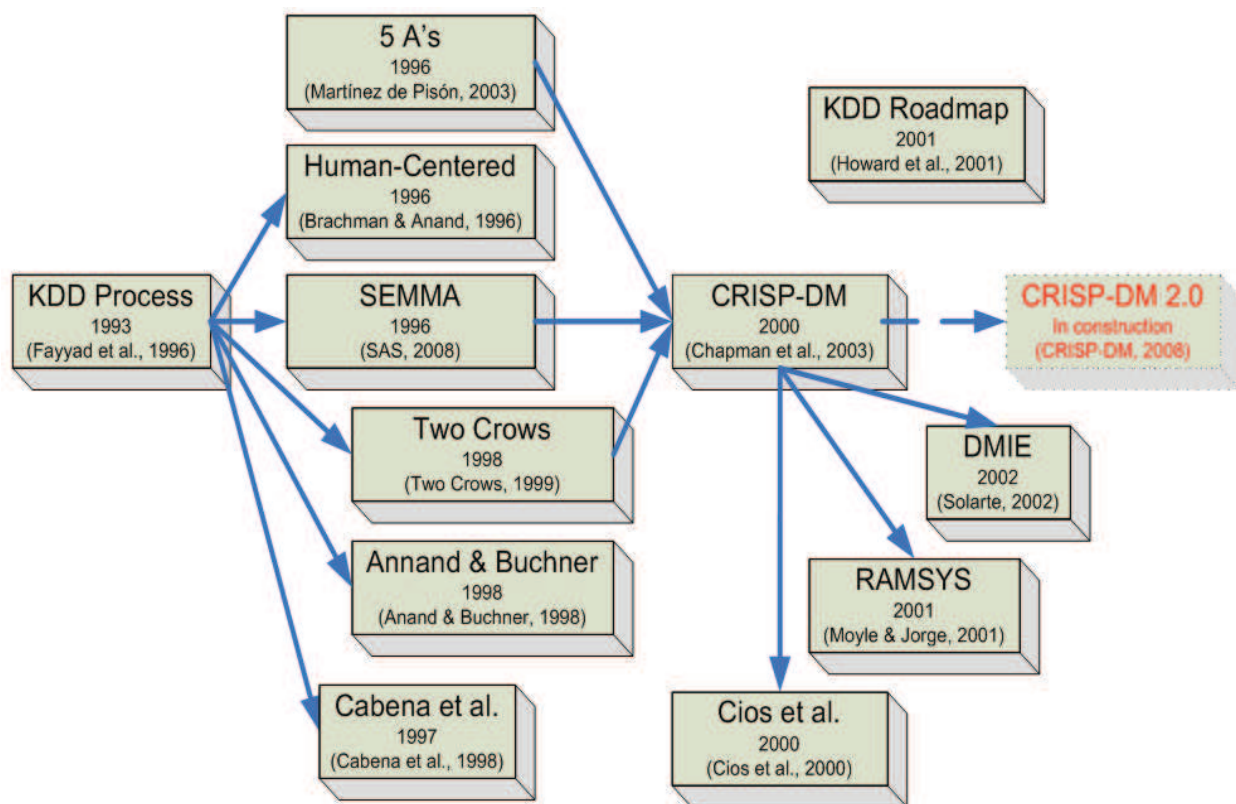 5 A's
1996
(Martínez de Pisón, 2003)
KDD Roadmap
2001
(Howard et al., 2001)
Human-Centered
1996
(Brachman & Anand, 1996)
KDD Process
1993
(Fayyad et al., 1996)
SEMMA
1996
(SAS, 2008)
CRISP-DM
2000
(Chapman et al., 2003)
CRISP-DM 2.0
In construction
(CRISP-DM, 2008)
Two Crows
1998
(Two Crows, 1999)
DMIE
2002
(Solarte, 2002)
Annand & Buchner
1998
(Anand & Buchner, 1998)
RAMSYS
2001
(Moyle & Jorge, 2001)
Cabena et al.
1997
(Cabena et al., 1998)
Cios et al.
2000
(Cios et al., 2000)